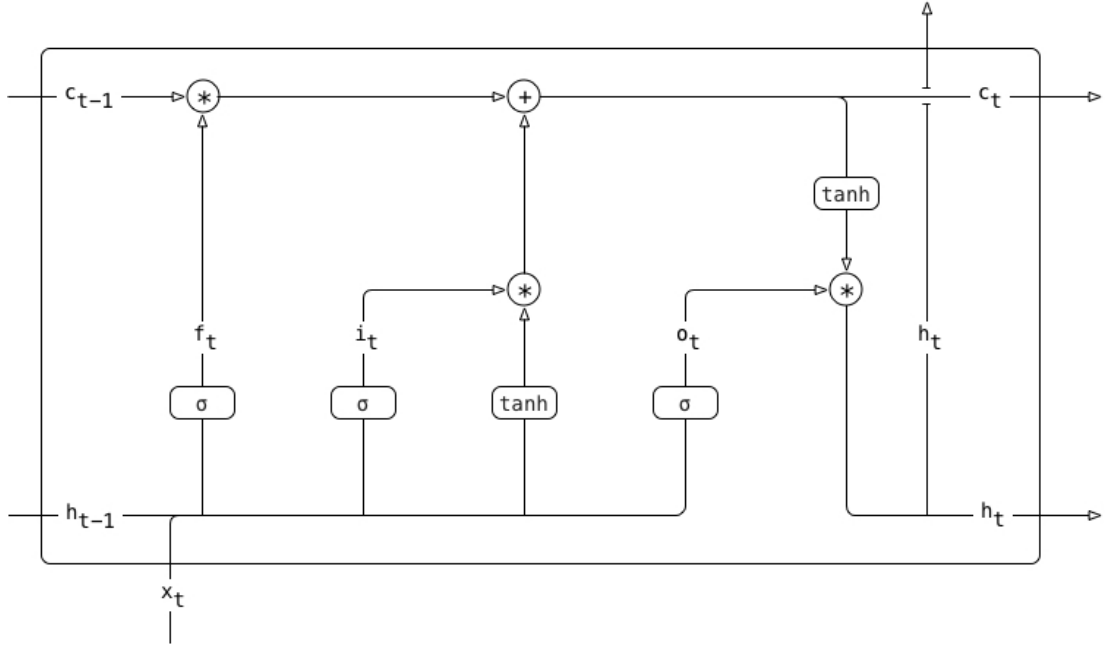 c_{t-1} * + c_t
tanh
* *
f_t i_t o_t h_t
σ σ tanh σ
h_{t-1} h_t
x_t